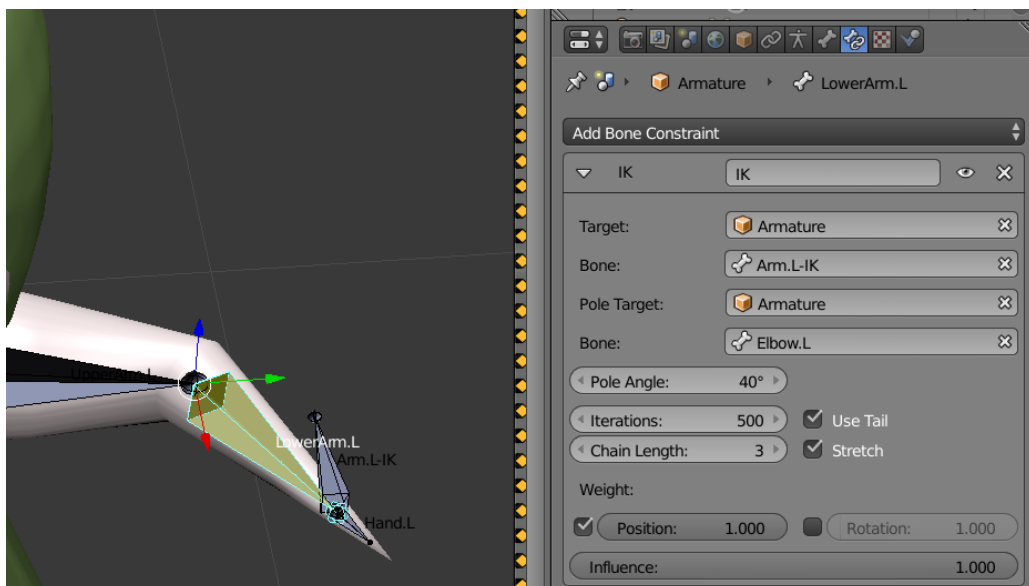 Armature
LowerArm.L
Add Bone Constraint
IK
IK
Target:
Armature
Bone:
Arm.L-IK
Pole Target:
Armature
Bone:
Elbow.L
Pole Angle: 40°
Iterations: 500
Use Tail
Chain Length: 3
Stretch
Weight:
Position: 1.000
Rotation: 1.000
Influence: 1.000
UpperArm.L
LowerArm.L
Arm.L-IK
Hand.L